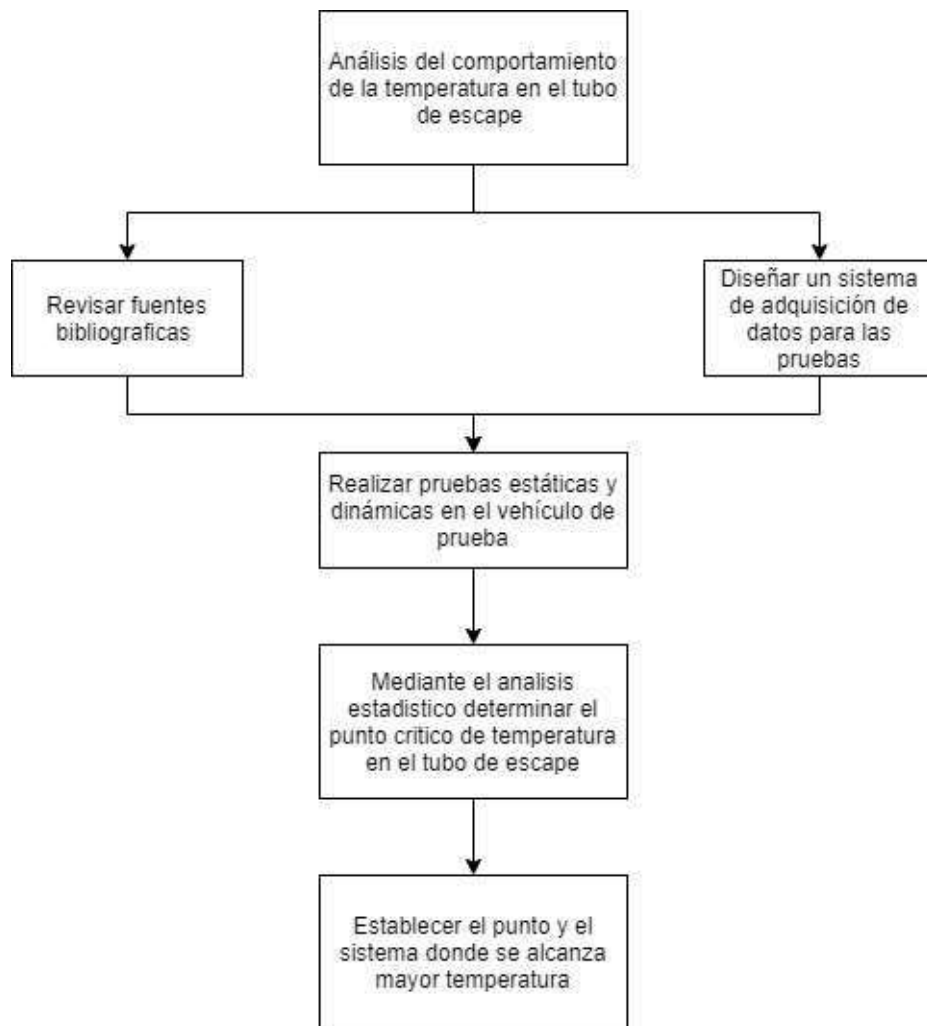 Análisis del comportamiento
de la temperatura en el tubo
de escape
Revisar fuentes
bibliograficas
Diseñar un sistema
de adquisición de
datos para las
pruebas
Realizar pruebas estáticas y
dinámicas en el vehículo de
prueba
Mediante el analisis
estadistico determinar el
punto critico de temperatura
en el tubo de escape
Establecer el punto y el
sistema donde se alcanza
mayor temperatura